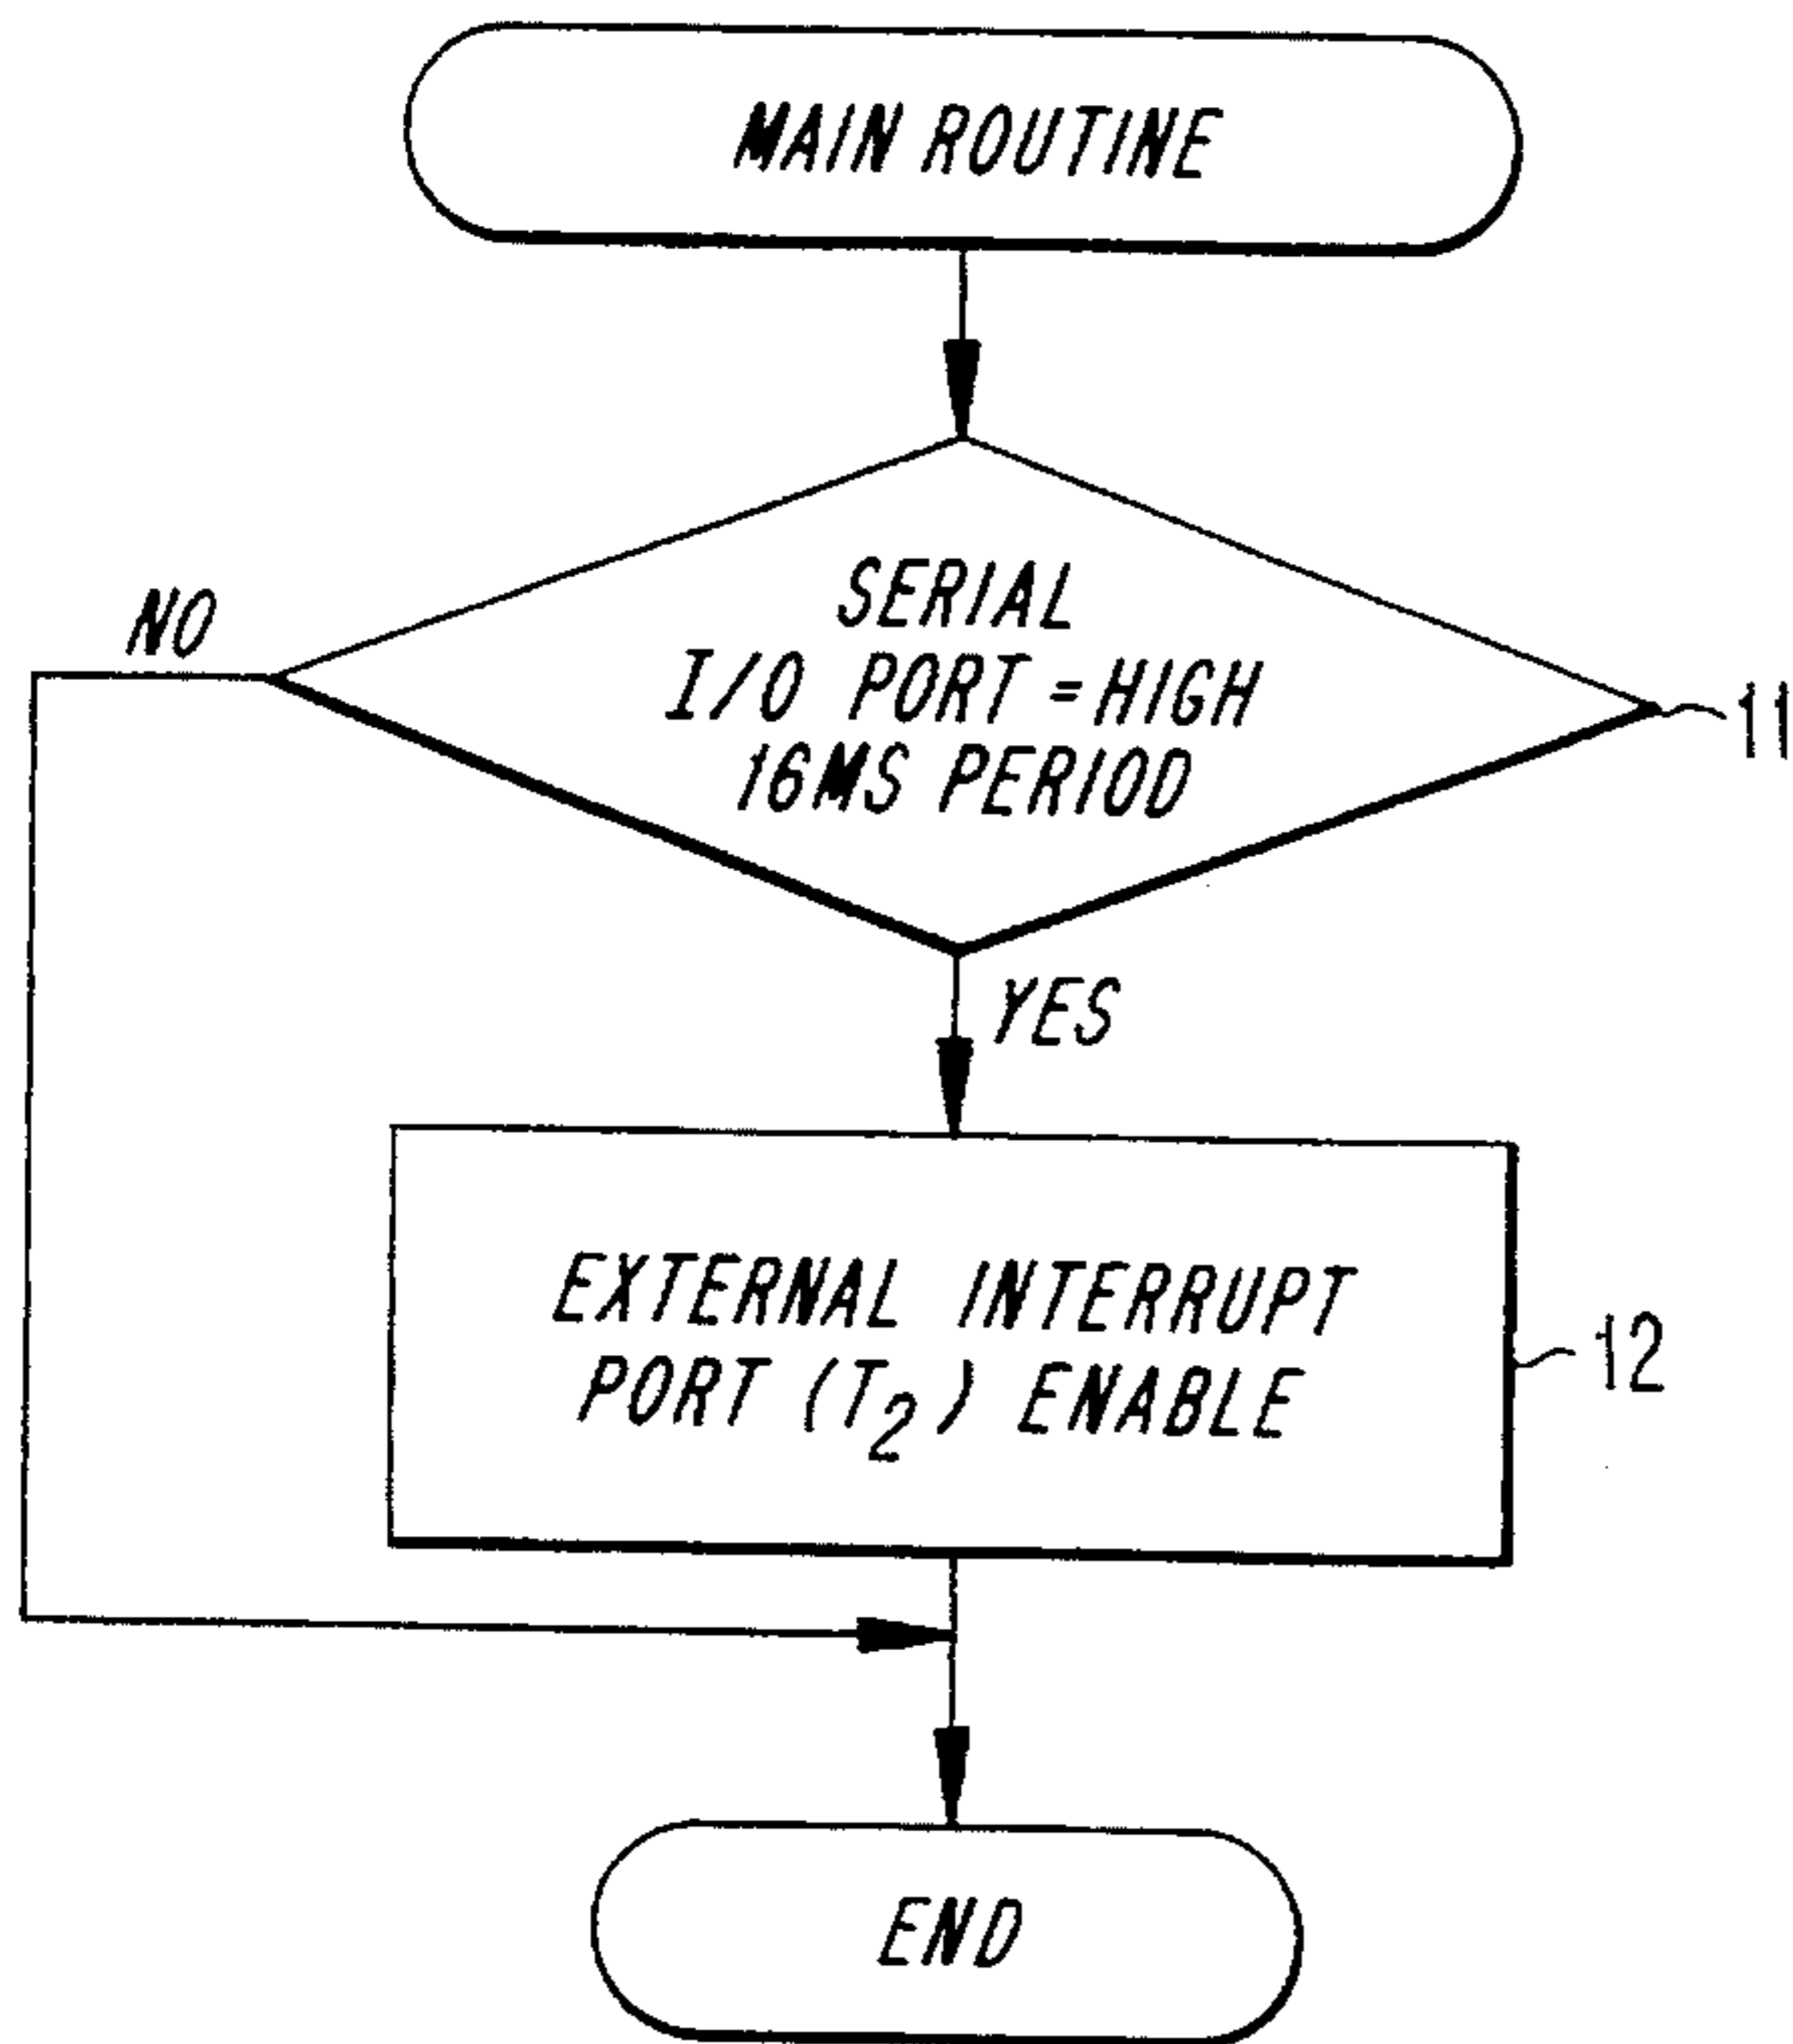 MAIN ROUTINE
SERIAL
I/O PORT = HIGH
16MS PERIOD
11
NO
YES
EXTERNAL INTERRUPT
PORT (T₂) ENABLE
12
END